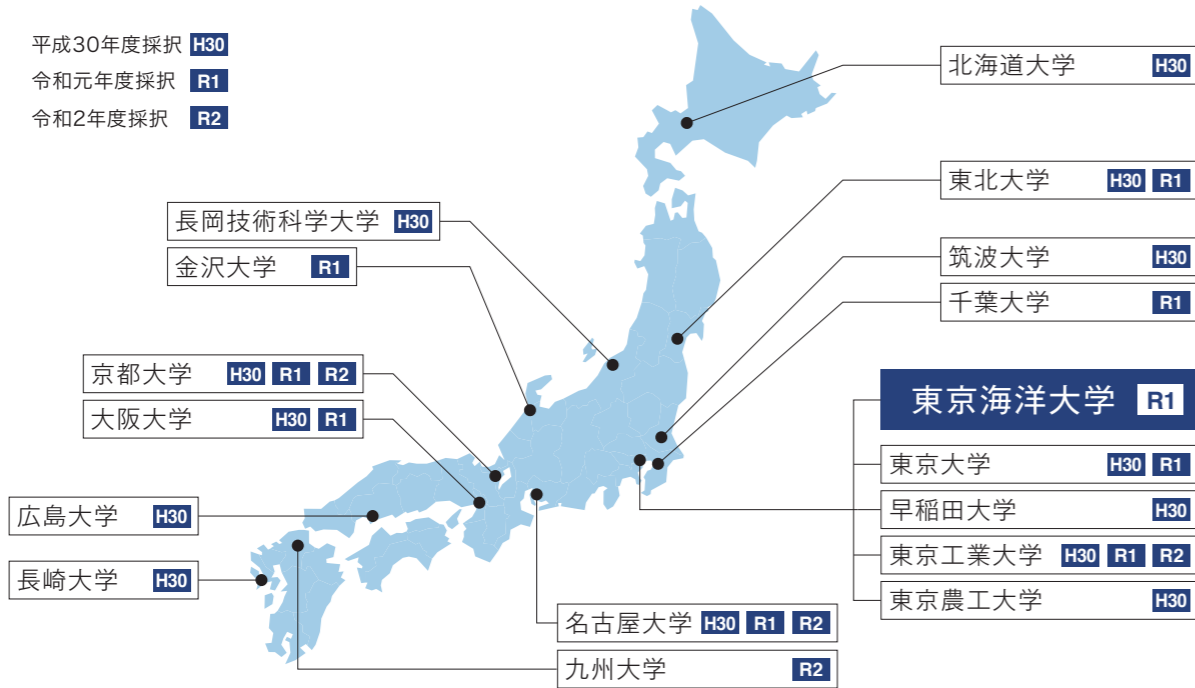 平成30年度採択 H30
令和元年度採択 R1
令和2年度採択 R2
北海道大学 H30
東北大学 H30 R1
長岡技術科学大学 H30
金沢大学 R1
筑波大学 H30
千葉大学 R1
京都大学 H30 R1 R2
大阪大学 H30 R1
東京海洋大学 R1
東京大学 H30 R1
早稲田大学 H30
東京工業大学 H30 R1 R2
東京農工大学 H30
広島大学 H30
長崎大学 H30
名古屋大学 H30 R1 R2
九州大学 R2